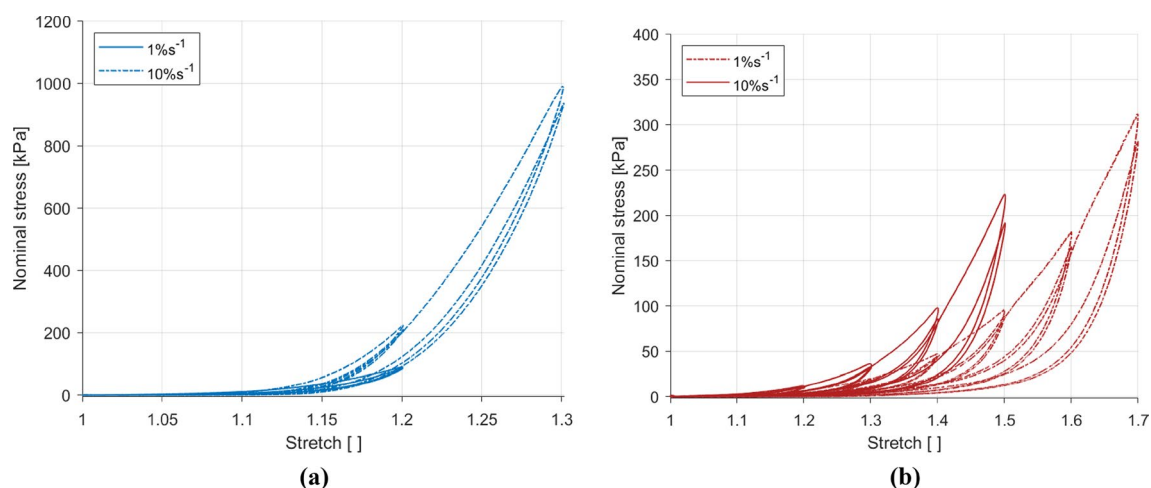 1200
1000
800
600
400
200
0
Nominal stress [kPa]
1%s⁻¹
10%s⁻¹
1 1.05 1.1 1.15 1.2 1.25 1.3
Stretch [ ]
(a)
400
350
300
250
200
150
100
50
0
Nominal stress [kPa]
1%s⁻¹
10%s⁻¹
1 1.1 1.2 1.3 1.4 1.5 1.6 1.7
Stretch [ ]
(b)